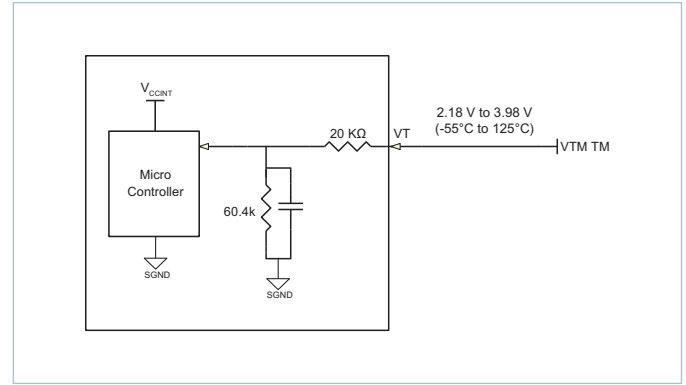 V_CCINT
Micro
Controller
SGND
60.4k
SGND
20 KΩ
VT
2.18 V to 3.98 V
(-55°C to 125°C)
VTM TM